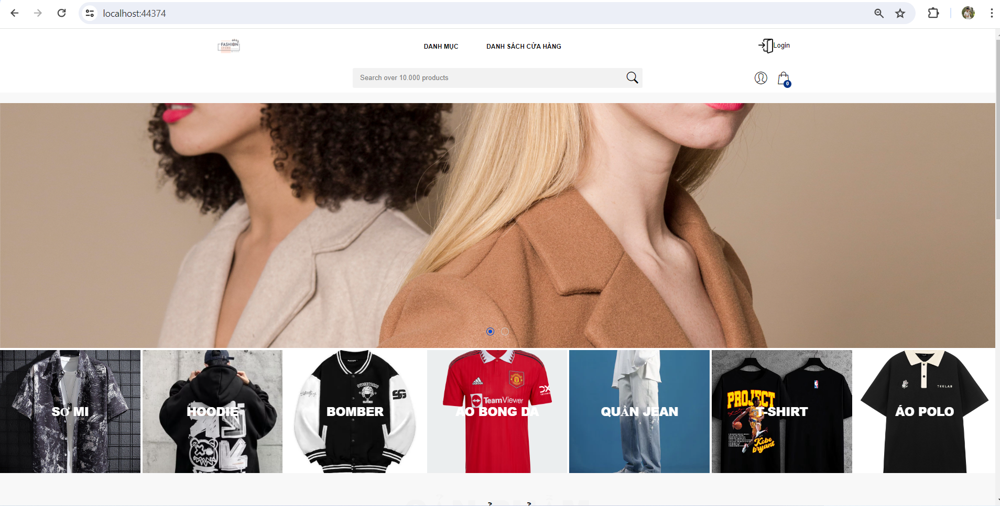 localhost:44374
FASHION
STORE
DANH MỤC
DANH SÁCH CỬA HÀNG
Login
Search over 10.000 products
0
SƠ MI
HOODIE
BOMBER
ÁO BÓNG ĐÁ
TeamViewer
adidas
QUẦN JEAN
PROJECT
T-SHIRT
Kobe
bryant
TEELAB
ÁO POLO